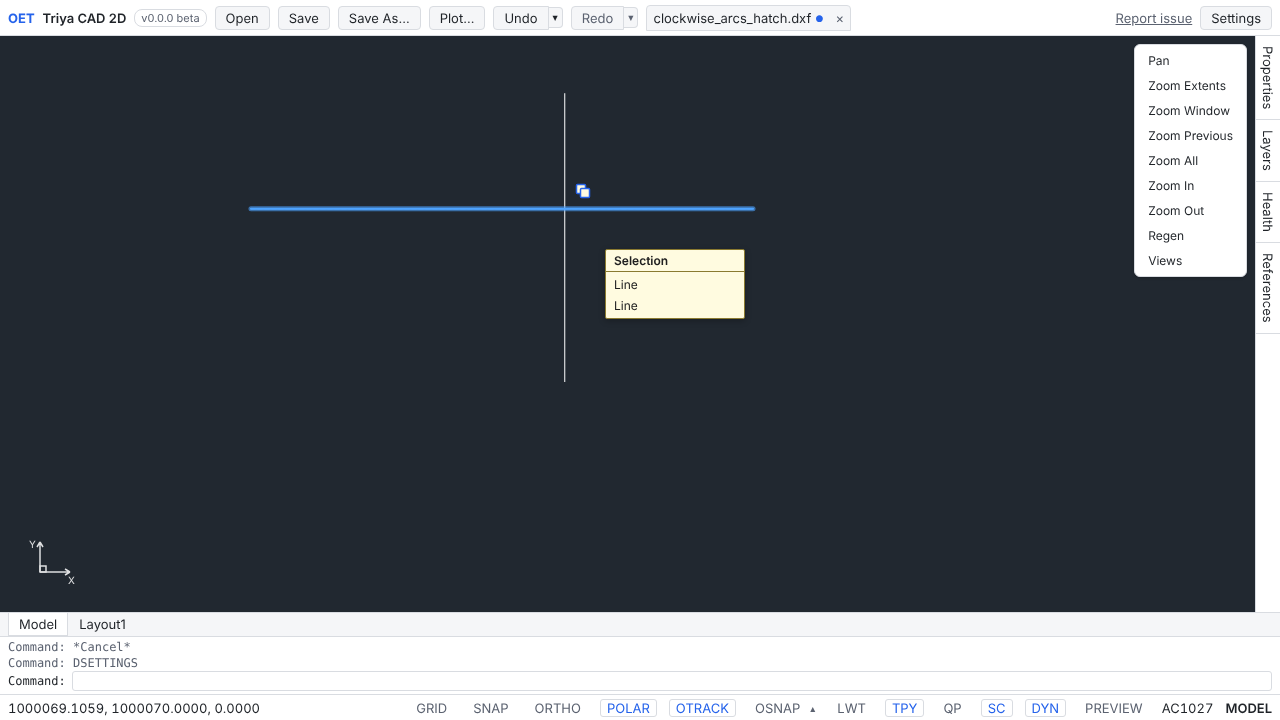 OET Triya CAD 2D v0.0.0 beta Open Save Save As... Plot... Undo ▾ Redo ▾ clockwise_arcs_hatch.dxf ● × Report issue Settings
Pan
Zoom Extents
Zoom Window
Zoom Previous
Zoom All
Zoom In
Zoom Out
Regen
Views
Properties
Layers
Health
References
Selection
Line
Line
Y
X
Model Layout1
Command: *Cancel*
Command: DSETTINGS
Command:
1000069.1059, 1000070.0000, 0.0000 GRID SNAP ORTHO POLAR OTRACK OSNAP ▴ LWT TPY QP SC DYN PREVIEW AC1027 MODEL